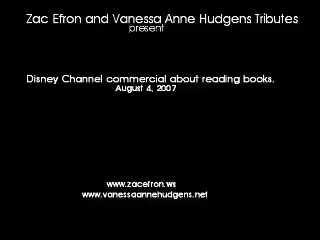 Zac Efron and Vanessa Anne Hudgens Tributes
present
Disney Channel commercial about reading books.
August 4, 2007
www.zacefron.ws
www.vanessaannehudgens.net